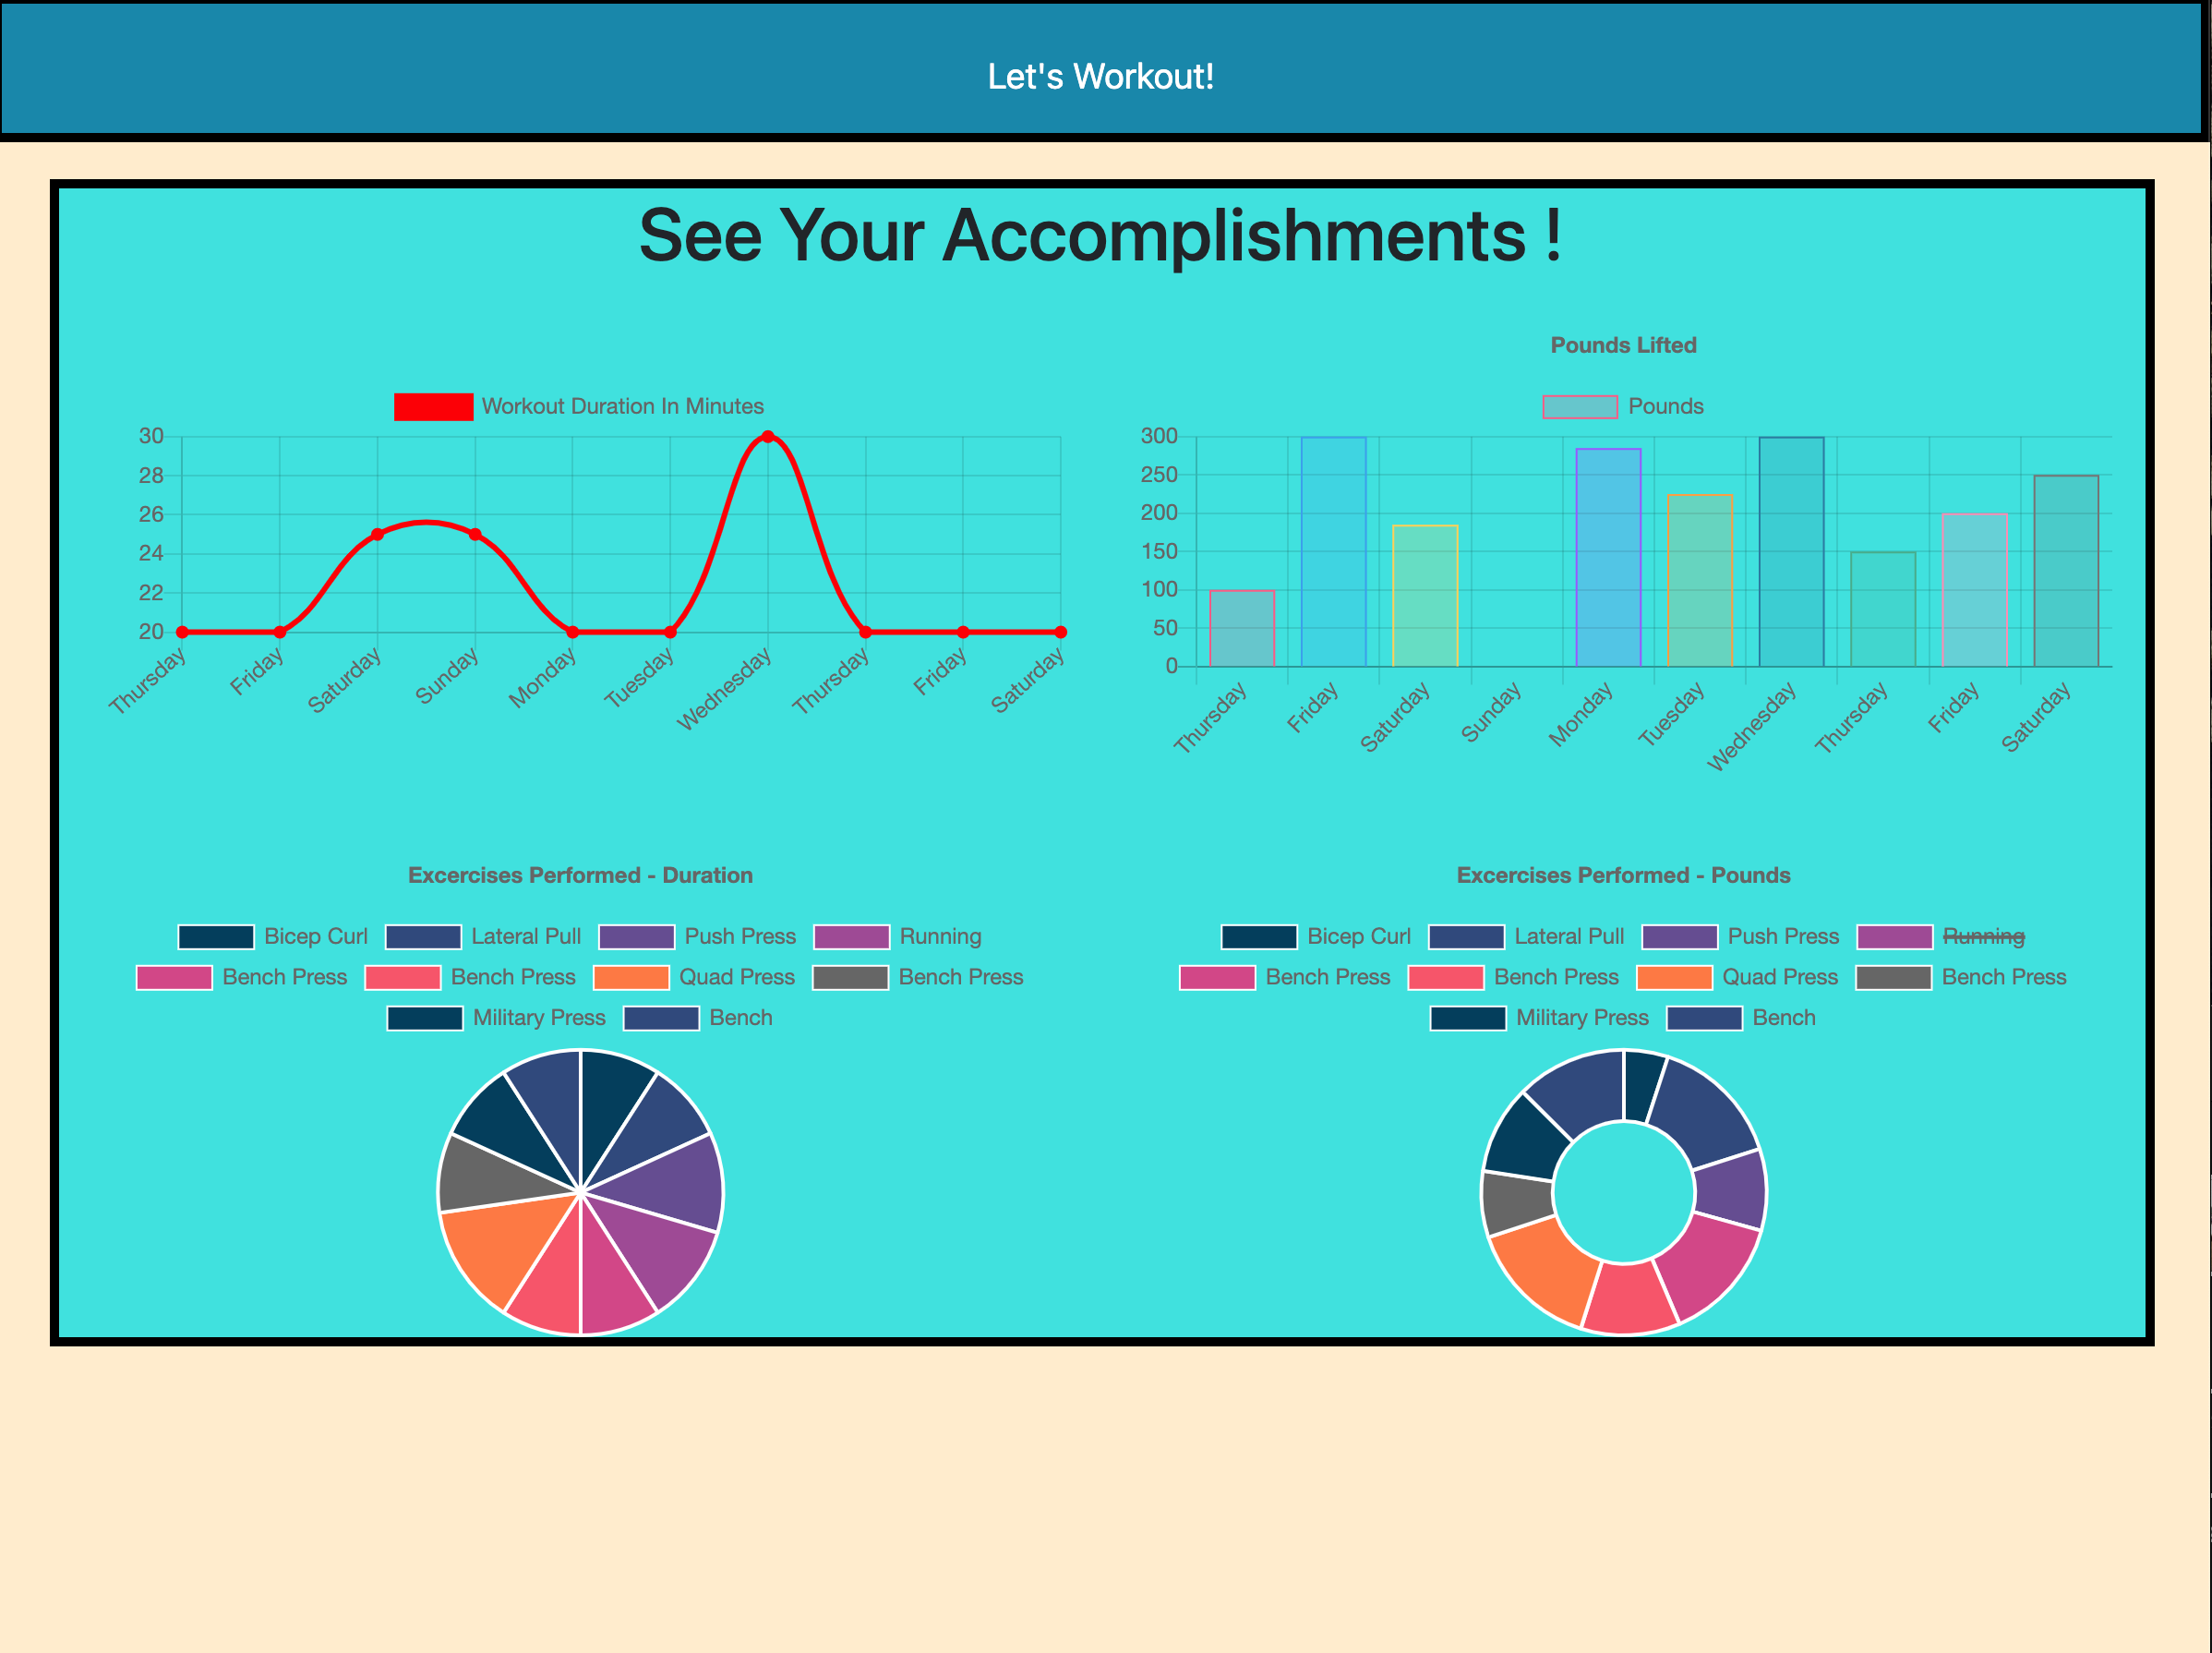 Let's Workout!
See Your Accomplishments !
Workout Duration In Minutes
30
28
26
24
22
20
Thursday
Friday
Saturday
Sunday
Monday
Tuesday
Wednesday
Thursday
Friday
Saturday
Pounds Lifted
Pounds
300
250
200
150
100
50
0
Thursday
Friday
Saturday
Sunday
Monday
Tuesday
Wednesday
Thursday
Friday
Saturday
Excercises Performed - Duration
Bicep Curl Lateral Pull Push Press Running
Bench Press Bench Press Quad Press Bench Press
Military Press Bench
Excercises Performed - Pounds
Bicep Curl Lateral Pull Push Press Running
Bench Press Bench Press Quad Press Bench Press
Military Press Bench